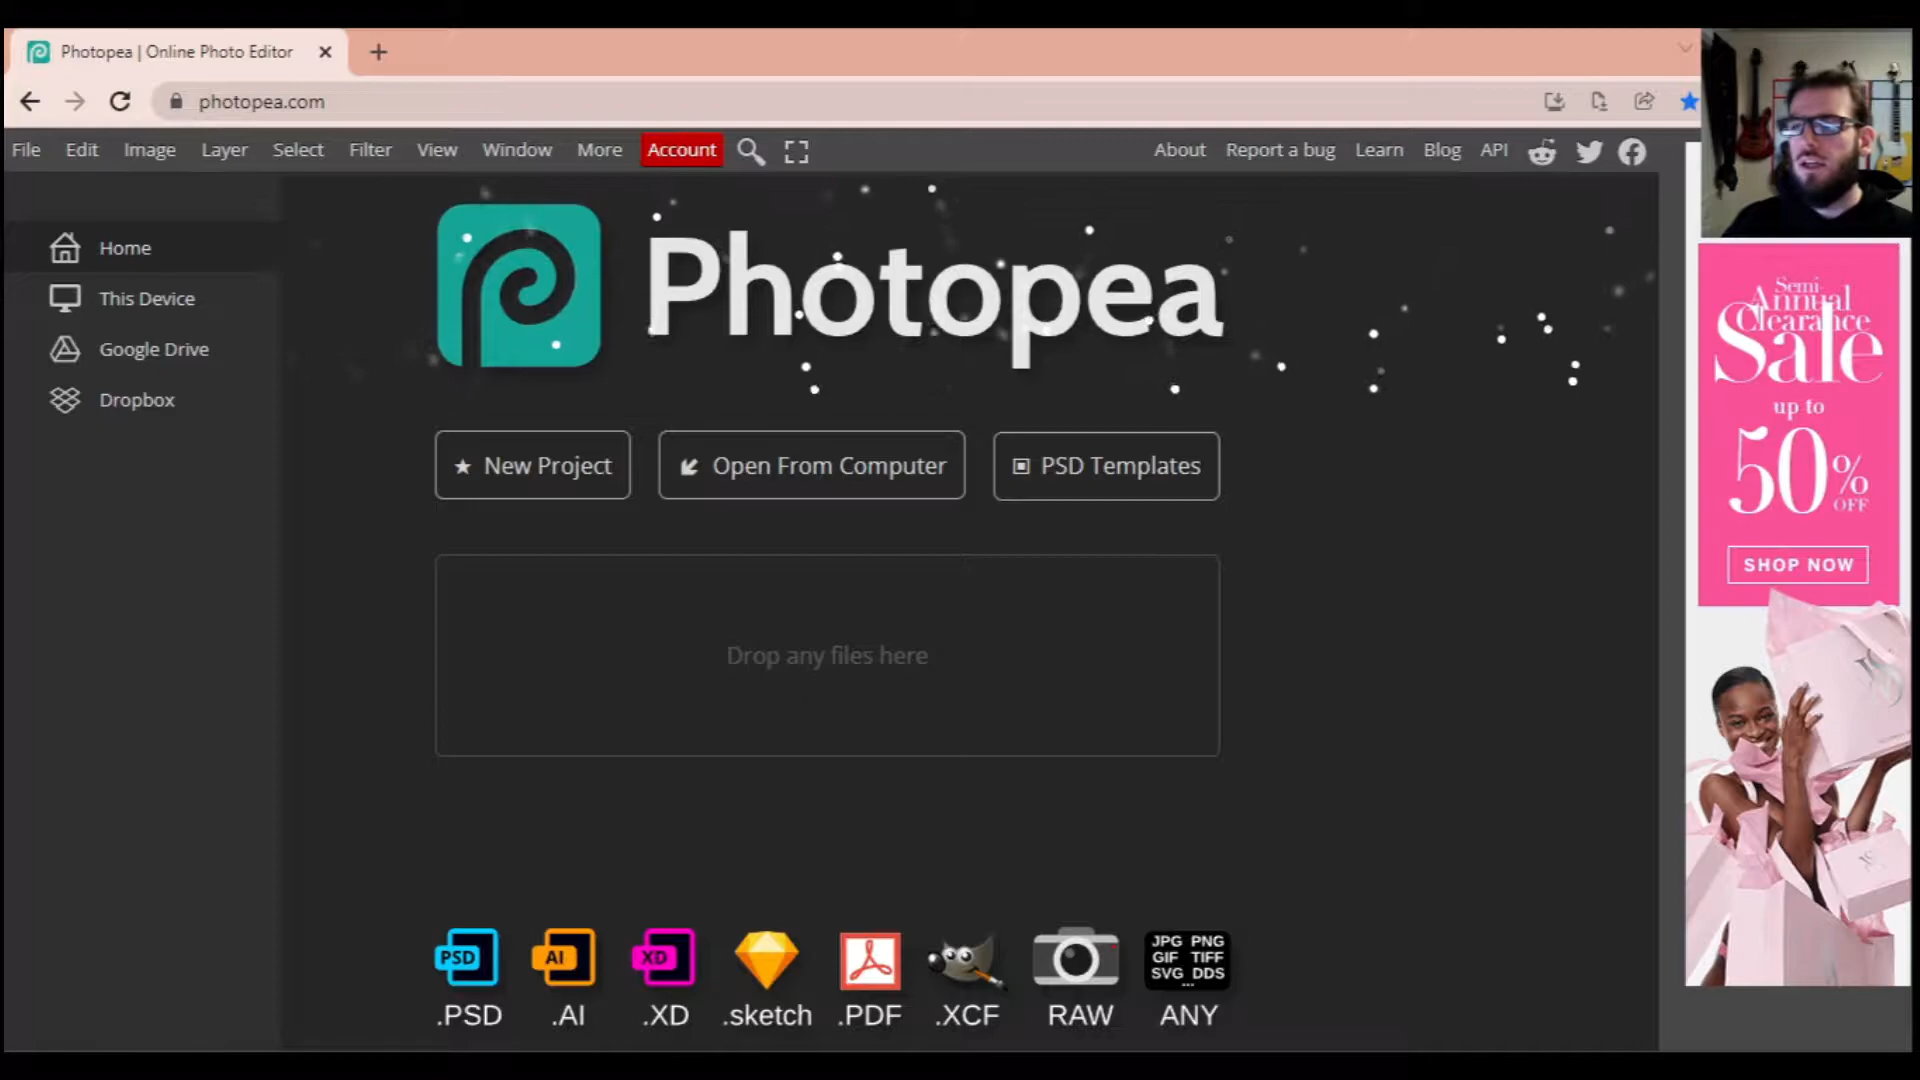 Photopea | Online Photo Editor
photopea.com
File Edit Image Layer Select Filter View Window More Account About Report a bug Learn Blog API
Home
This Device
Google Drive
Dropbox
Photopea
New Project
Open From Computer
PSD Templates
Drop any files here
PSD
AI
XD
JPG PNG
GIF TIFF
SVG DDS
...
.PSD
.AI
.XD
.sketch
.PDF
.XCF
RAW
ANY
Semi-
Annual
Clearance
Sale
up to
50%
OFF
SHOP NOW
VS